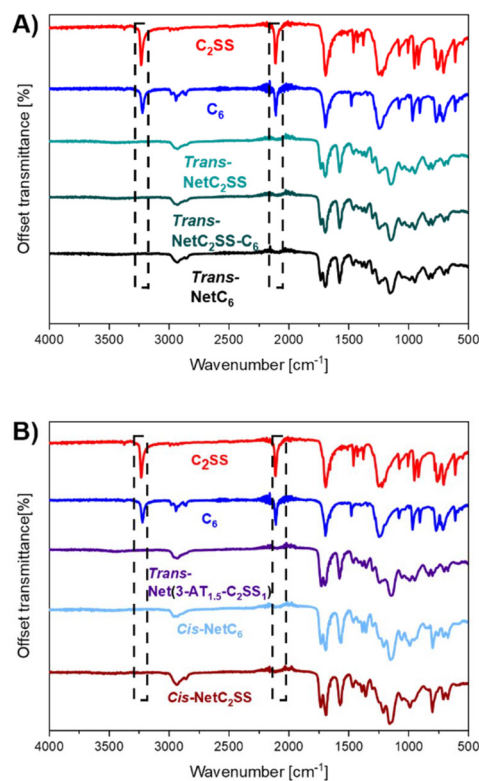 A)
C2SS
C6
Trans-
NetC2SS
Trans-
NetC2SS-C6
Trans-
NetC6
Offset transmittance [%]
4000 3500 3000 2500 2000 1500 1000 500
Wavenumber [cm-1]
B)
C2SS
C6
Trans-
Net(3-AT1.5-C2SS1)
Cis-NetC6
Cis-NetC2SS
Offset transmittance[%]
4000 3500 3000 2500 2000 1500 1000 500
Wavenumber [cm-1]